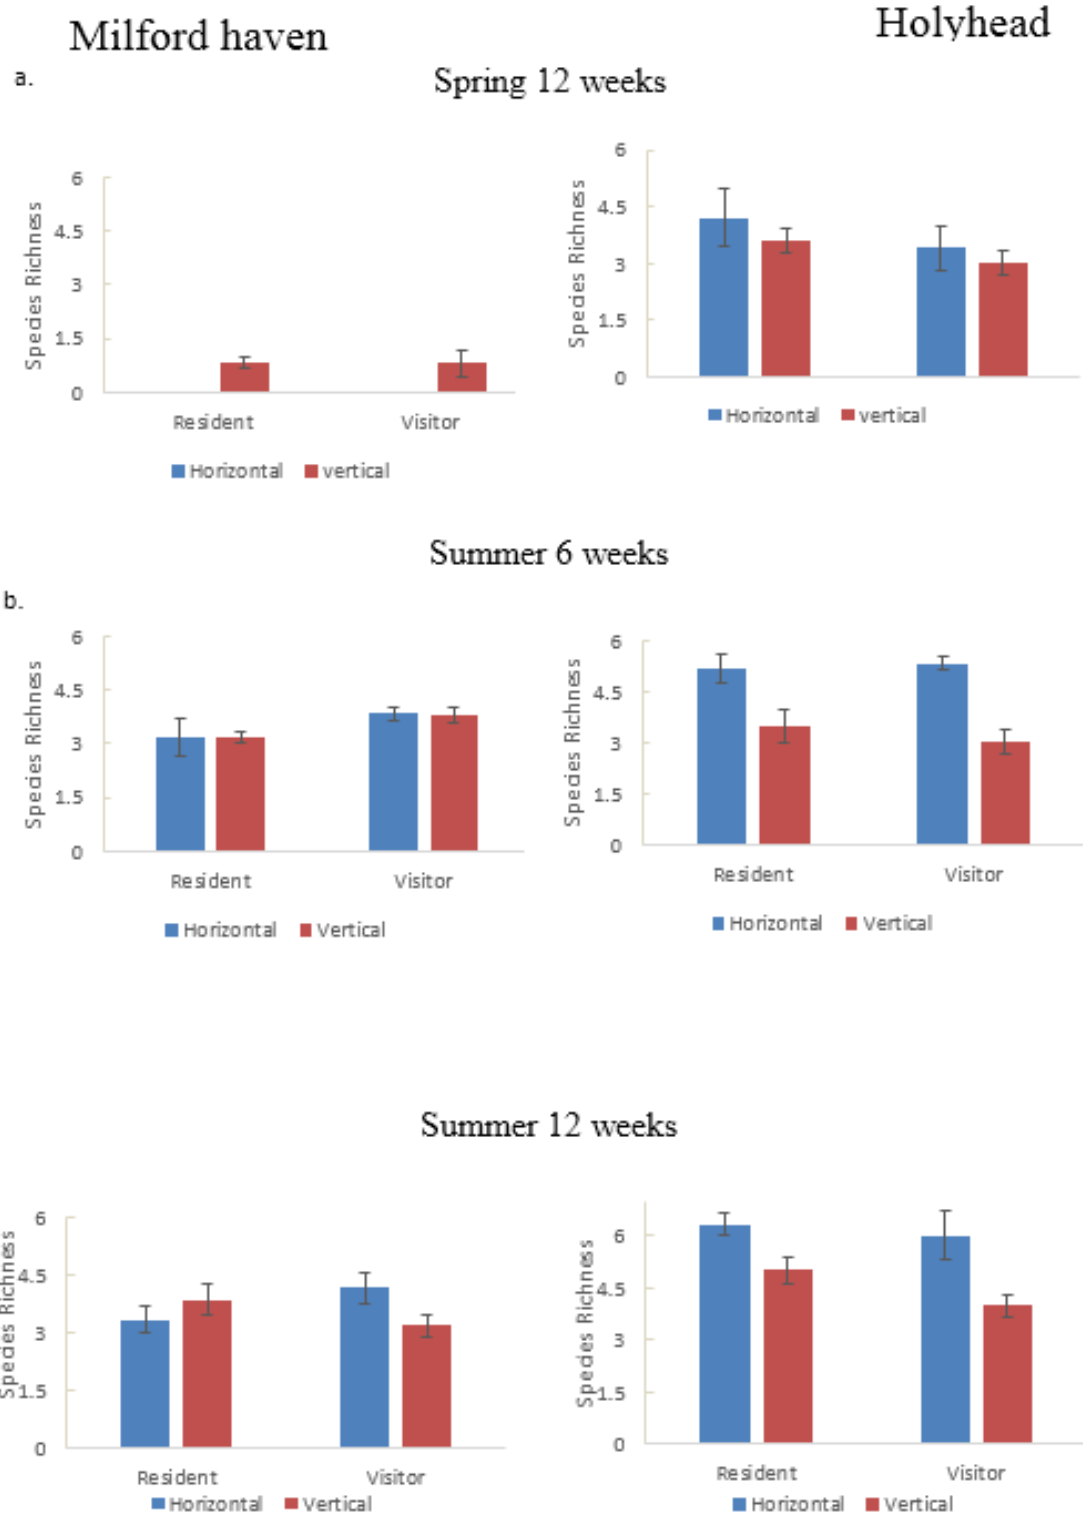 Milford haven
Holyhead
a.
Spring 12 weeks
Species Richness
6
4.5
3
1.5
0
Resident
Visitor
Horizontal
vertical
Species Richness
6
4.5
3
1.5
0
Horizontal
vertical
Summer 6 weeks
b.
Species Richness
6
4.5
3
1.5
0
Resident
Visitor
Horizontal
Vertical
Species Richness
6
4.5
3
1.5
0
Resident
Visitor
Horizontal
Vertical
Summer 12 weeks
Species Richness
6
4.5
3
1.5
0
Resident
Visitor
Horizontal
Vertical
Species Richness
6
4.5
3
1.5
0
Resident
Visitor
Horizontal
Vertical